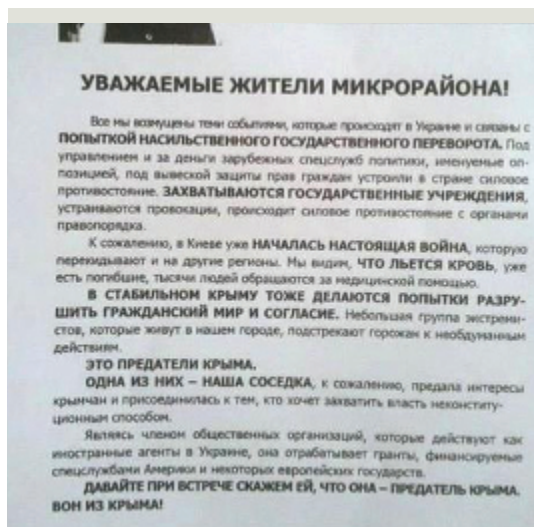 УВАЖАЕМЫЕ ЖИТЕЛИ МИКРОРАЙОНА!
Все мы возмущены теми событиями, которые происходят в Украине и связаны с
ПОПЫТКОЙ НАСИЛЬСТВЕННОГО ГОСУДАРСТВЕННОГО ПЕРЕВОРОТА. Под
управлением и за деньги зарубежных спецслужб политики, именуемые оп-
позицией, под вывеской защиты прав граждан устроили в стране силовое
противостояние. ЗАХВАТЫВАЮТСЯ ГОСУДАРСТВЕННЫЕ УЧРЕЖДЕНИЯ,
устраиваются провокации, происходит силовое противостояние с органами
правопорядка.
К сожалению, в Киеве уже НАЧАЛАСЬ НАСТОЯЩАЯ ВОЙНА, которую
перекидывают и на другие регионы. Мы видим, ЧТО ЛЬЕТСЯ КРОВЬ, уже
есть погибшие, тысячи людей обращаются за медицинской помощью.
В СТАБИЛЬНОМ КРЫМУ ТОЖЕ ДЕЛАЮТСЯ ПОПЫТКИ РАЗРУ-
ШИТЬ ГРАЖДАНСКИЙ МИР И СОГЛАСИЕ. Небольшая группа экстреми-
стов, которые живут в нашем городе, подстрекают горожан к необдуманным
действиям.
ЭТО ПРЕДАТЕЛИ КРЫМА.
ОДНА ИЗ НИХ – НАША СОСЕДКА, к сожалению, предала интересы
крымчан и присоединилась к тем, кто хочет захватить власть неконститу-
ционным способом.
Являясь членом общественных организаций, которые действуют как
иностранные агенты в Украине, она отрабатывает гранты, финансируемые
спецслужбами Америки и некоторых европейских государств.
ДАВАЙТЕ ПРИ ВСТРЕЧЕ СКАЖЕМ ЕЙ, ЧТО ОНА – ПРЕДАТЕЛЬ КРЫМА.
ВОН ИЗ КРЫМА!